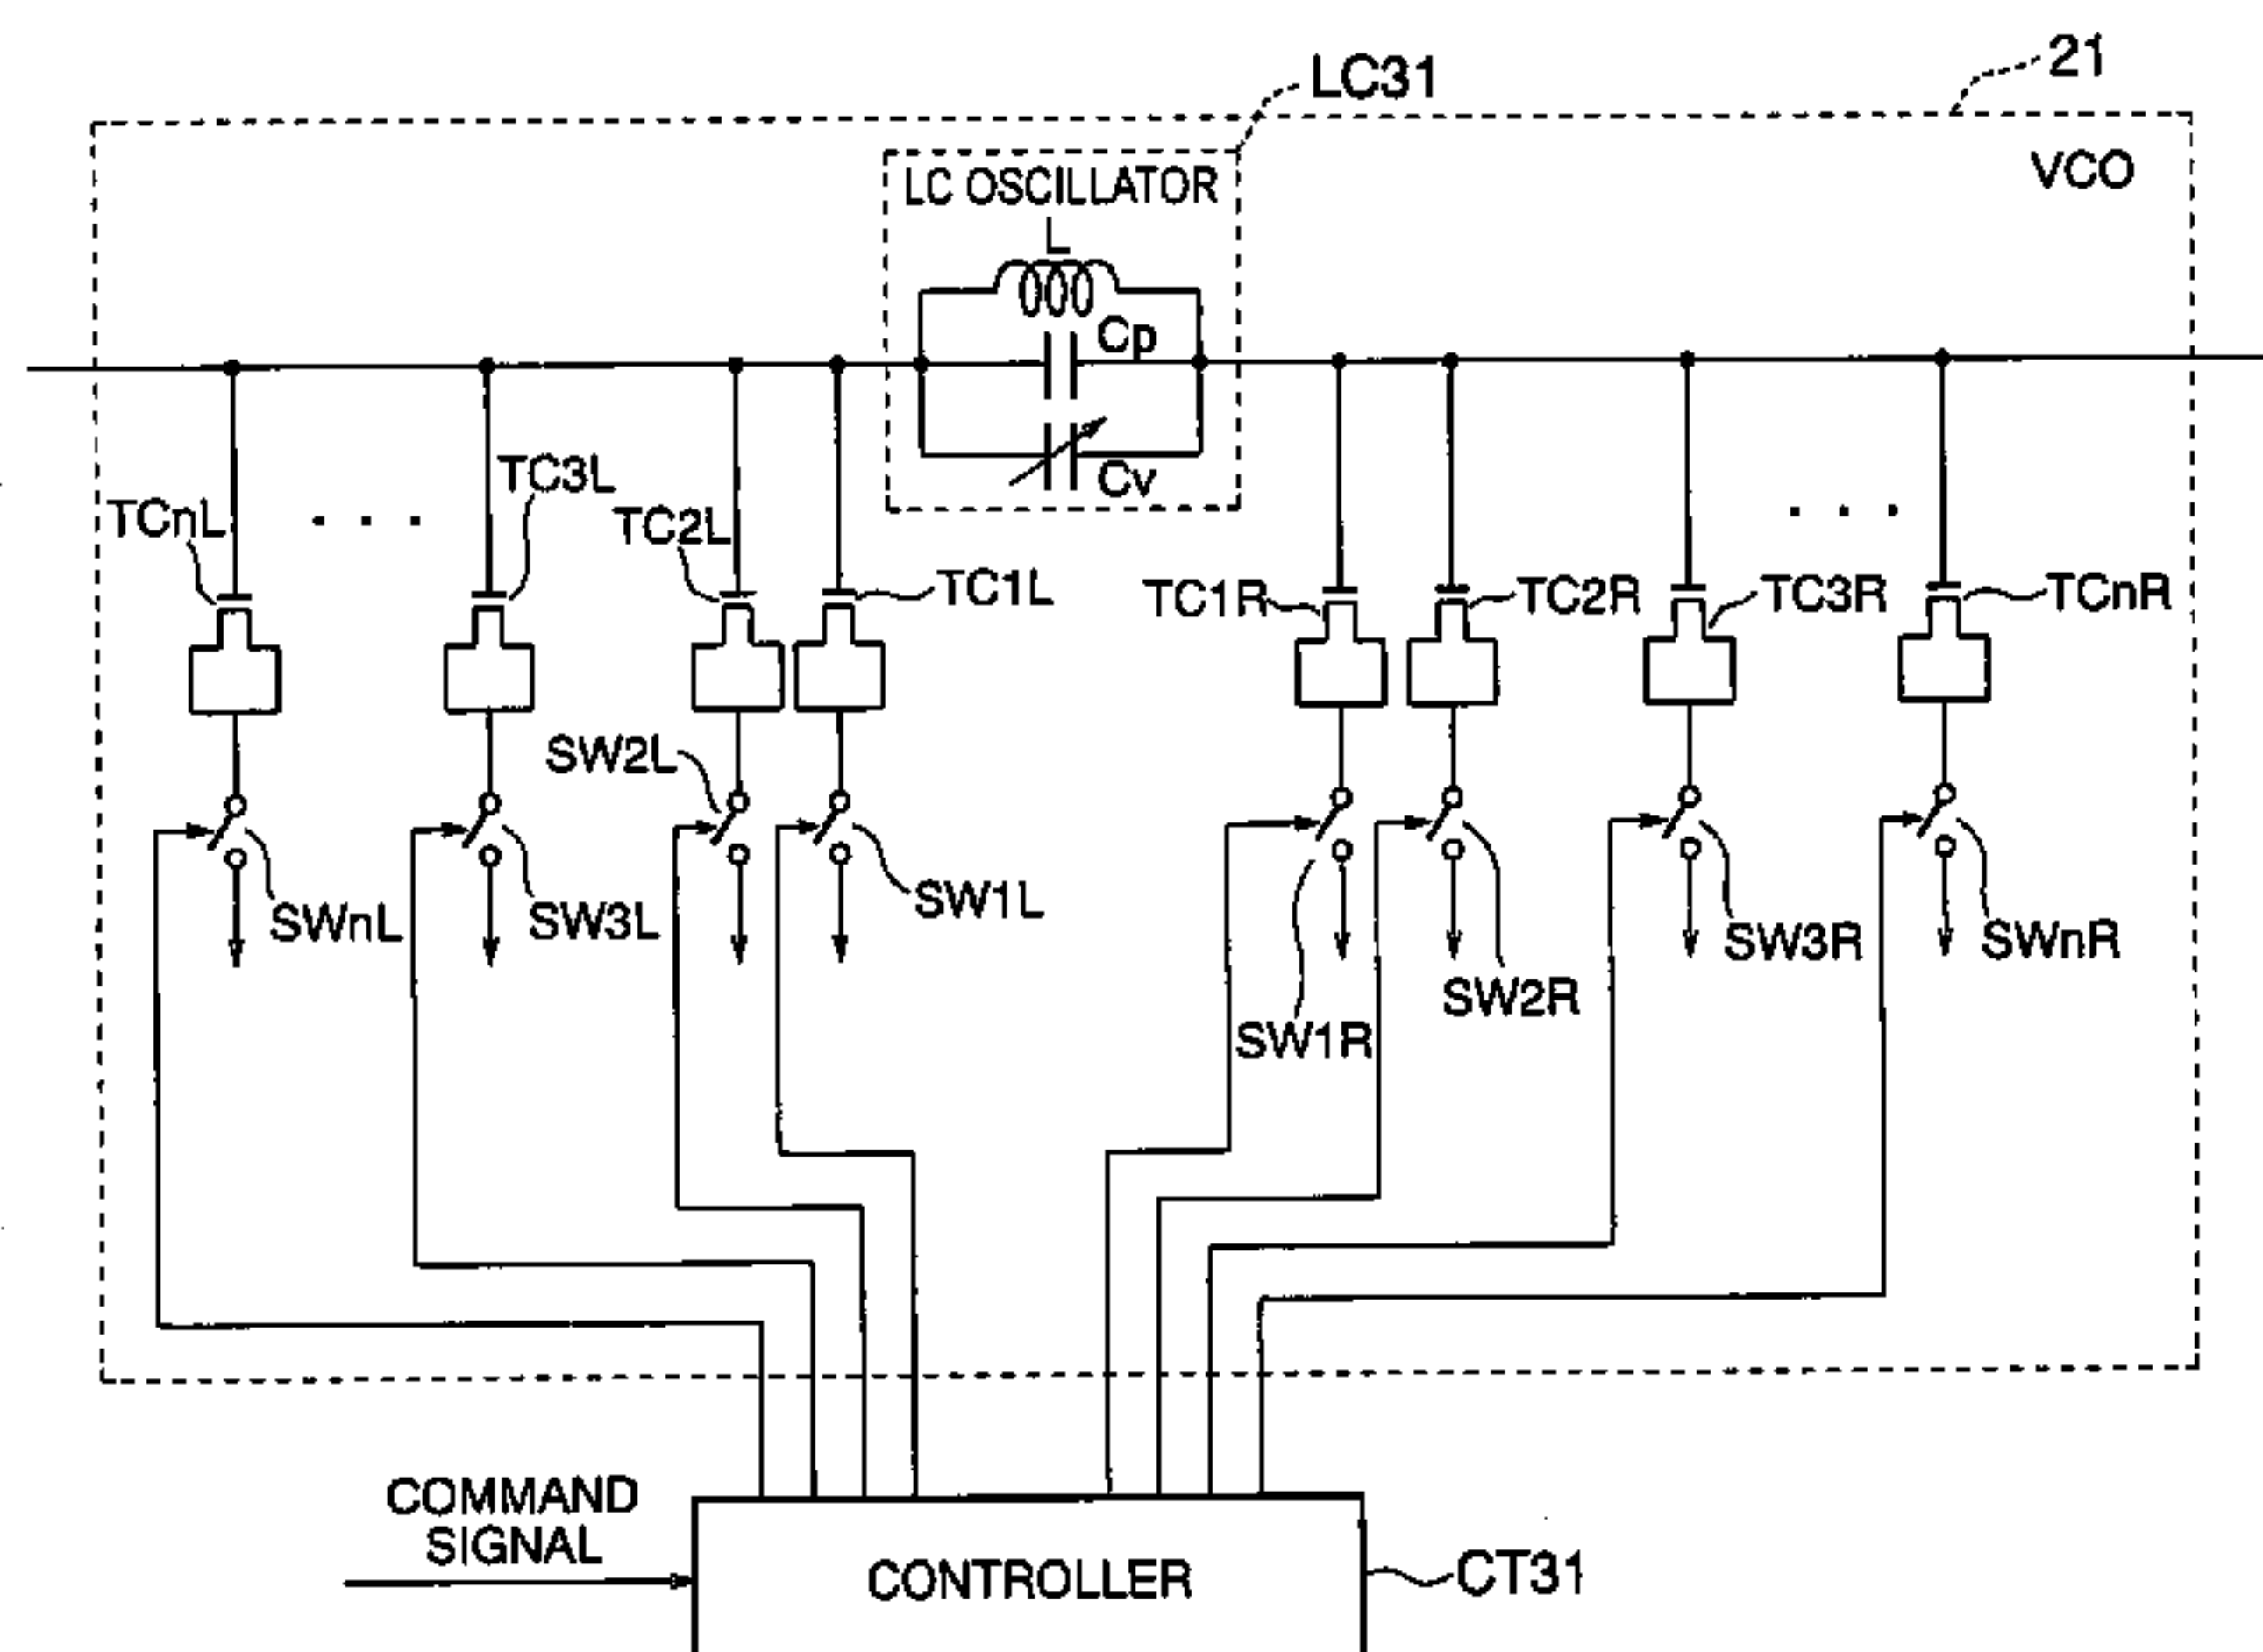 LC31
21
VCO
LC OSCILLATOR
L
Cp
Cv
TCnL
. . .
TC3L
TC2L
TC1L
TC1R
TC2R
TC3R
. . .
TCnR
SW2L
SWnL
SW3L
SW1L
SW1R
SW2R
SW3R
SWnR
COMMAND
SIGNAL
CONTROLLER
CT31